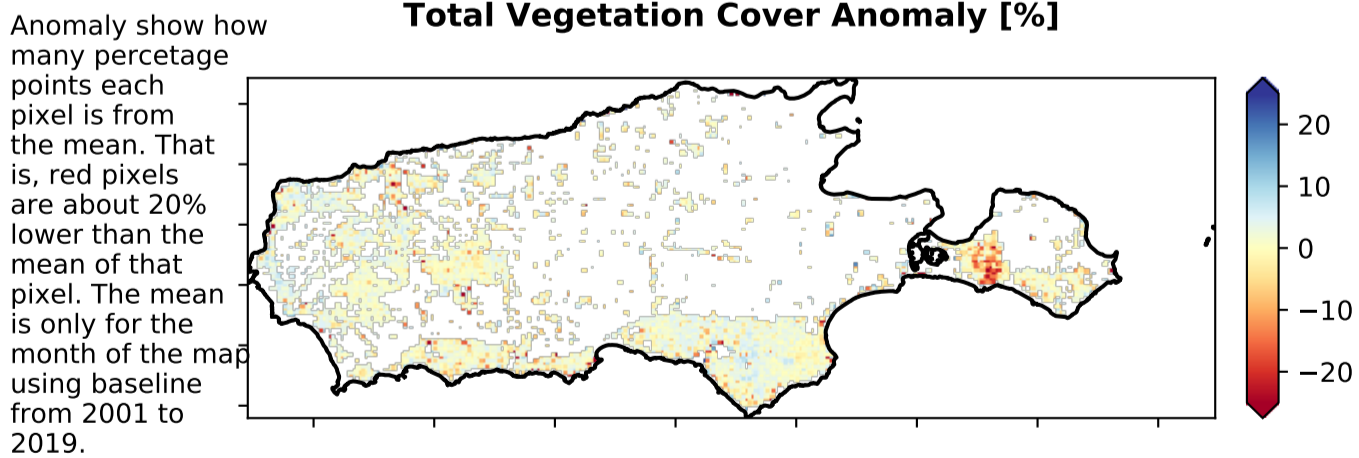 Total Vegetation Cover Anomaly [%]
Anomaly show how
many percetage
points each
pixel is from
the mean. That
is, red pixels
are about 20%
lower than the
mean of that
pixel. The mean
is only for the
month of the map
using baseline
from 2001 to
2019.
20
10
0
−10
−20